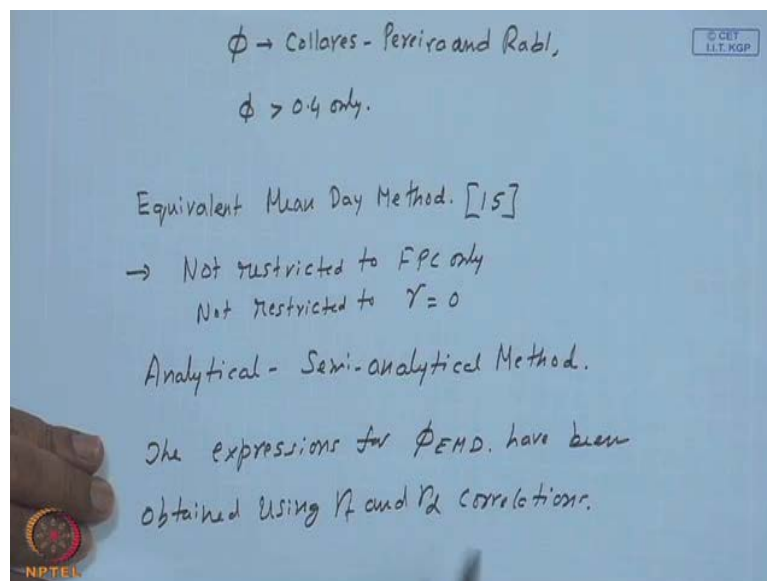 ϕ → Collares - Pereira and Rabl,
© CET
I.I.T. KGP
ϕ > 0.4 only.
Equivalent Mean Day Method. [15]
→ Not restricted to FPC only
Not restricted to γ = 0
Analytical - Semi-analytical Method.
The expressions for ϕEMD. have been
obtained using rt and rd correlations.
NPTEL